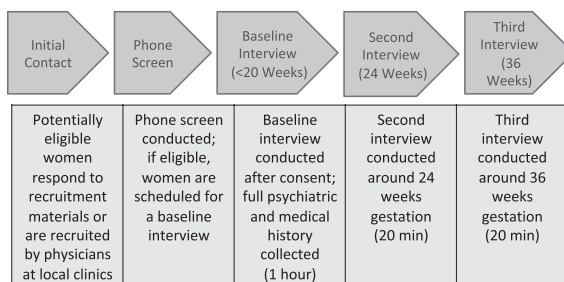 Initial
Contact
Phone
Screen
Baseline
Interview
(<20 Weeks)
Second
Interview
(24 Weeks)
Third
Interview
(36
Weeks)
Potentially
eligible
women
respond to
recruitment
materials or
are recruited
by physicians
at local clinics
Phone screen
conducted;
if eligible,
women are
scheduled for
a baseline
interview
Baseline
interview
conducted
after consent;
full psychiatric
and medical
history
collected
(1 hour)
Second
interview
conducted
around 24
weeks
gestation
(20 min)
Third
interview
conducted
around 36
weeks
gestation
(20 min)